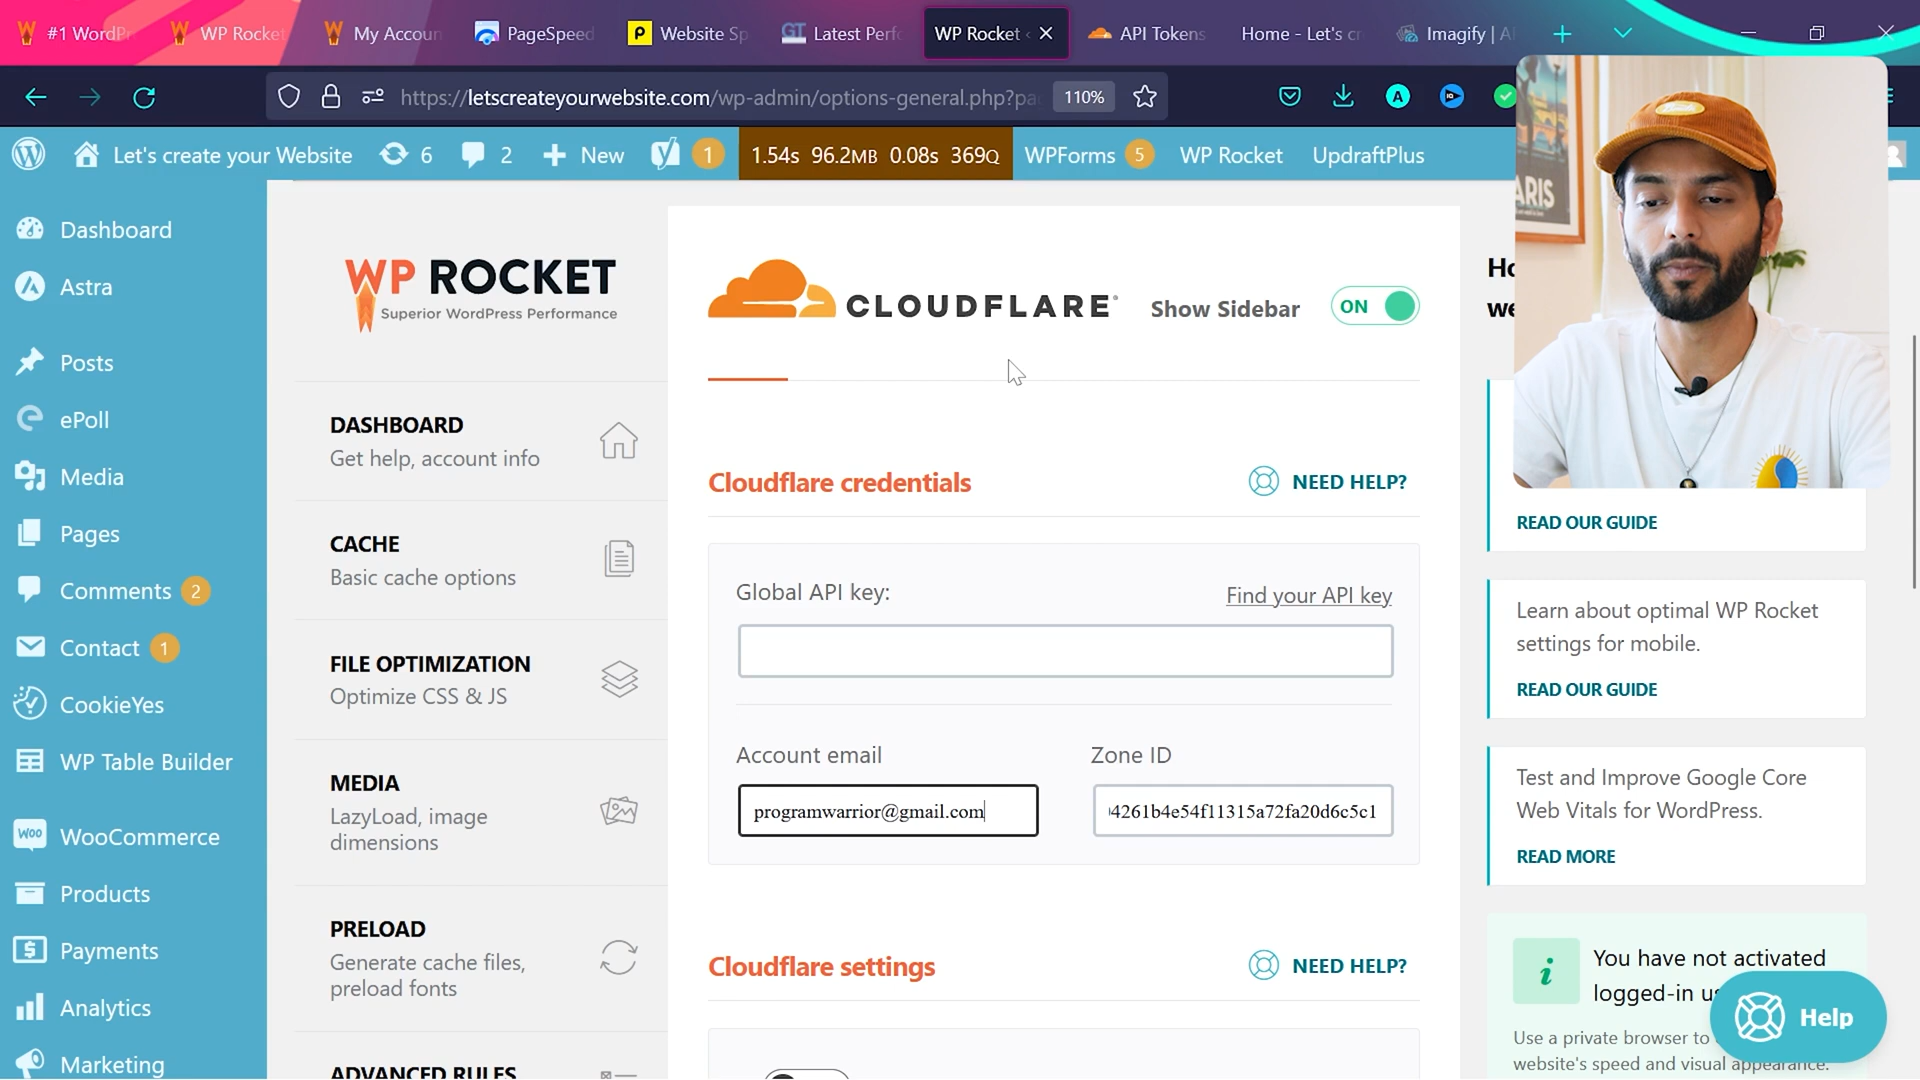 #1 WordPr
WP Rocket
My Accoun
PageSpeed
Website Sp
Latest Perfo
WP Rocket
API Tokens
Home - Let's cr
Imagify | A
https://letscreateyourwebsite.com/wp-admin/options-general.php?pa
110%
Let's create your Website
6
2
New
1
1.54s 96.2MB 0.08s 369Q
WPForms 5
WP Rocket
UpdraftPlus
Dashboard
Astra
Posts
ePoll
Media
Pages
Comments 2
Contact 1
CookieYes
WP Table Builder
WooCommerce
Products
Payments
Analytics
Marketing
WP ROCKET
Superior WordPress Performance
DASHBOARD
Get help, account info
CACHE
Basic cache options
FILE OPTIMIZATION
Optimize CSS & JS
MEDIA
LazyLoad, image
dimensions
PRELOAD
Generate cache files,
preload fonts
ADVANCED RULES
CLOUDFLARE
Show Sidebar
ON
Cloudflare credentials
NEED HELP?
Global API key:
Find your API key
Account email
Zone ID
programwarrior@gmail.com
4261b4e54f11315a72fa20d6c5c1
Cloudflare settings
NEED HELP?
READ OUR GUIDE
Learn about optimal WP Rocket
settings for mobile.
READ OUR GUIDE
Test and Improve Google Core
Web Vitals for WordPress.
READ MORE
You have not activated
logged-in us
Use a private browser to
website's speed and visual appearance.
Help
ARIS